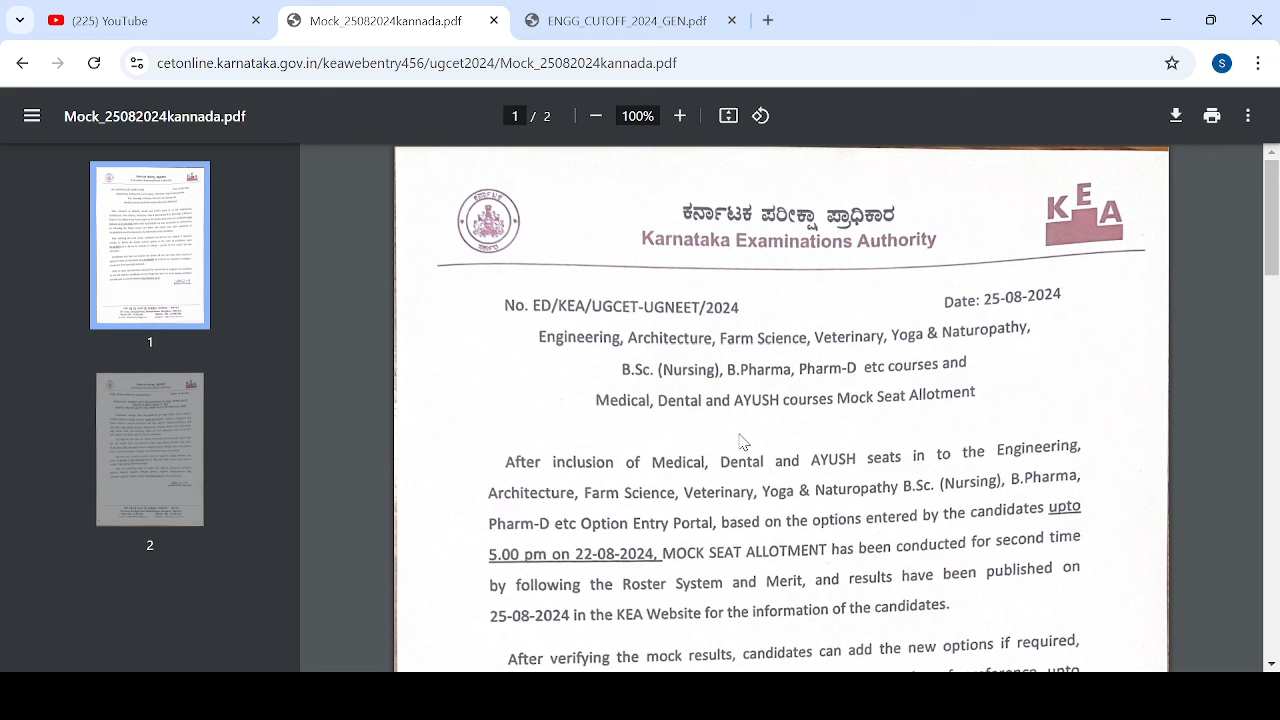 (25) YouTube
Mock_25082024kannada.pdf
ENGG_CUTOFF_2024_GEN.pdf
cetonline.karnataka.gov.in/keawebentry456/ugcet2024/Mock_25082024kannada.pdf
S
Mock_25082024kannada.pdf
1 / 2
100%
1
2
ಕರ್ನಾಟಕ ಪರೀಕ್ಷಾ ಪ್ರಾಧಿಕಾರ
Karnataka Examinations Authority
KEA
No. ED/KEA/UGCET-UGNEET/2024
Date: 25-08-2024
Engineering, Architecture, Farm Science, Veterinary, Yoga & Naturopathy,
B.Sc. (Nursing), B.Pharma, Pharm-D etc courses and
Medical, Dental and AYUSH courses Mock Seat Allotment
After inclusion of Medical, Dental and AYUSH seats in to the Engineering,
Architecture, Farm Science, Veterinary, Yoga & Naturopathy B.Sc. (Nursing), B.Pharma,
Pharm-D etc Option Entry Portal, based on the options entered by the candidates upto
5.00 pm on 22-08-2024, MOCK SEAT ALLOTMENT has been conducted for second time
by following the Roster System and Merit, and results have been published on
25-08-2024 in the KEA Website for the information of the candidates.
After verifying the mock results, candidates can add the new options if required,